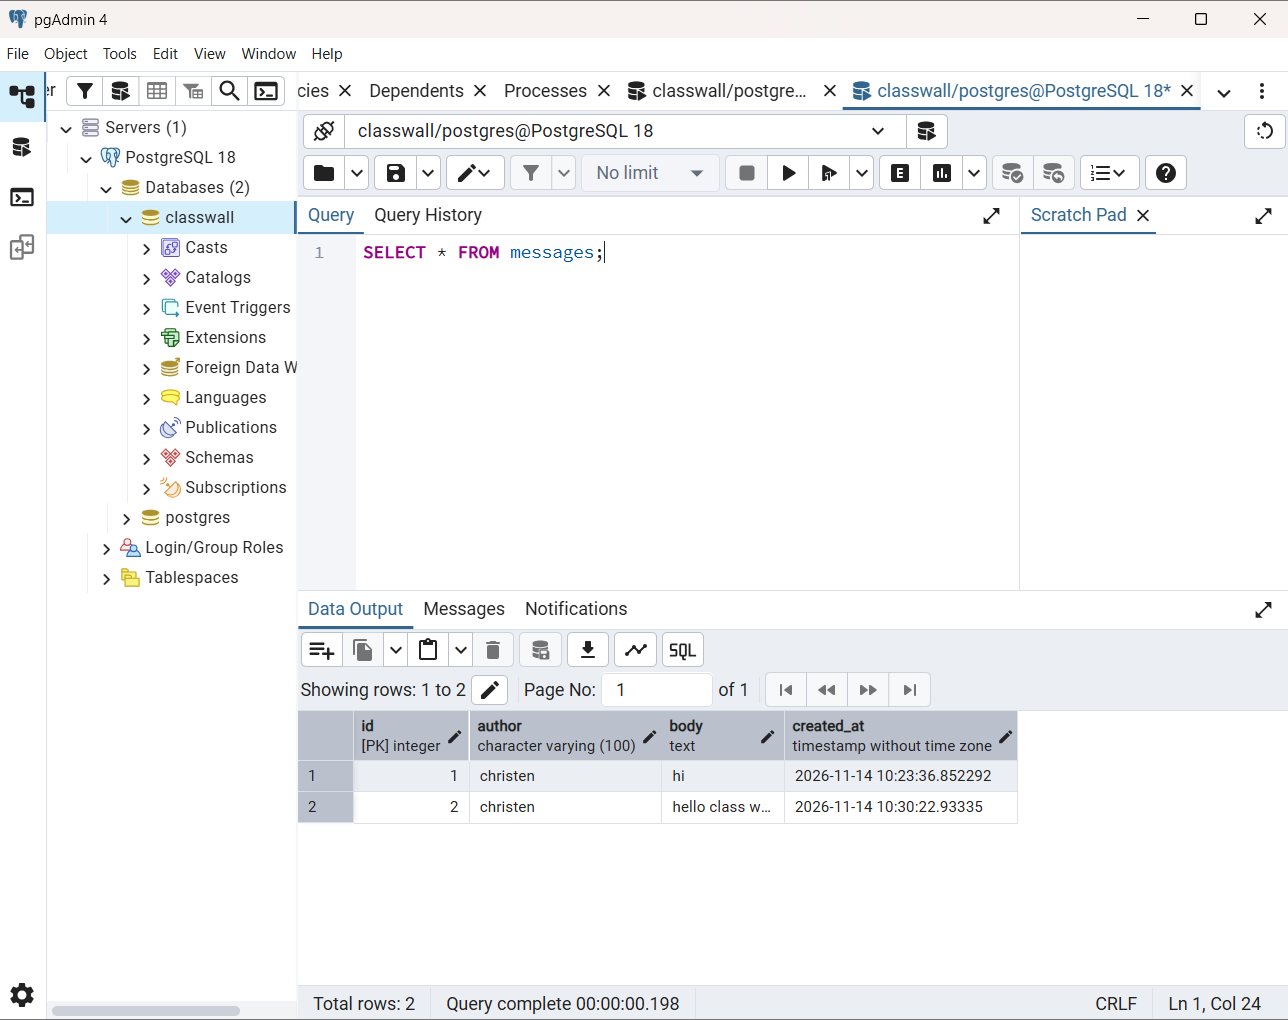 pgAdmin 4
File Object Tools Edit View Window Help
er
cies Dependents Processes classwall/postgre... classwall/postgres@PostgreSQL 18*
Servers (1)
PostgreSQL 18
Databases (2)
classwall
Casts
Catalogs
Event Triggers
Extensions
Foreign Data W
Languages
Publications
Schemas
Subscriptions
postgres
Login/Group Roles
Tablespaces
classwall/postgres@PostgreSQL 18
No limit
E
Query Query History
Scratch Pad
1 SELECT * FROM messages;
Data Output Messages Notifications
SQL
Showing rows: 1 to 2 Page No: 1 of 1
id author body created_at
[PK] integer character varying (100) text timestamp without time zone
1 1 christen hi 2026-11-14 10:23:36.852292
2 2 christen hello class w... 2026-11-14 10:30:22.93335
Total rows: 2 Query complete 00:00:00.198 CRLF Ln 1, Col 24